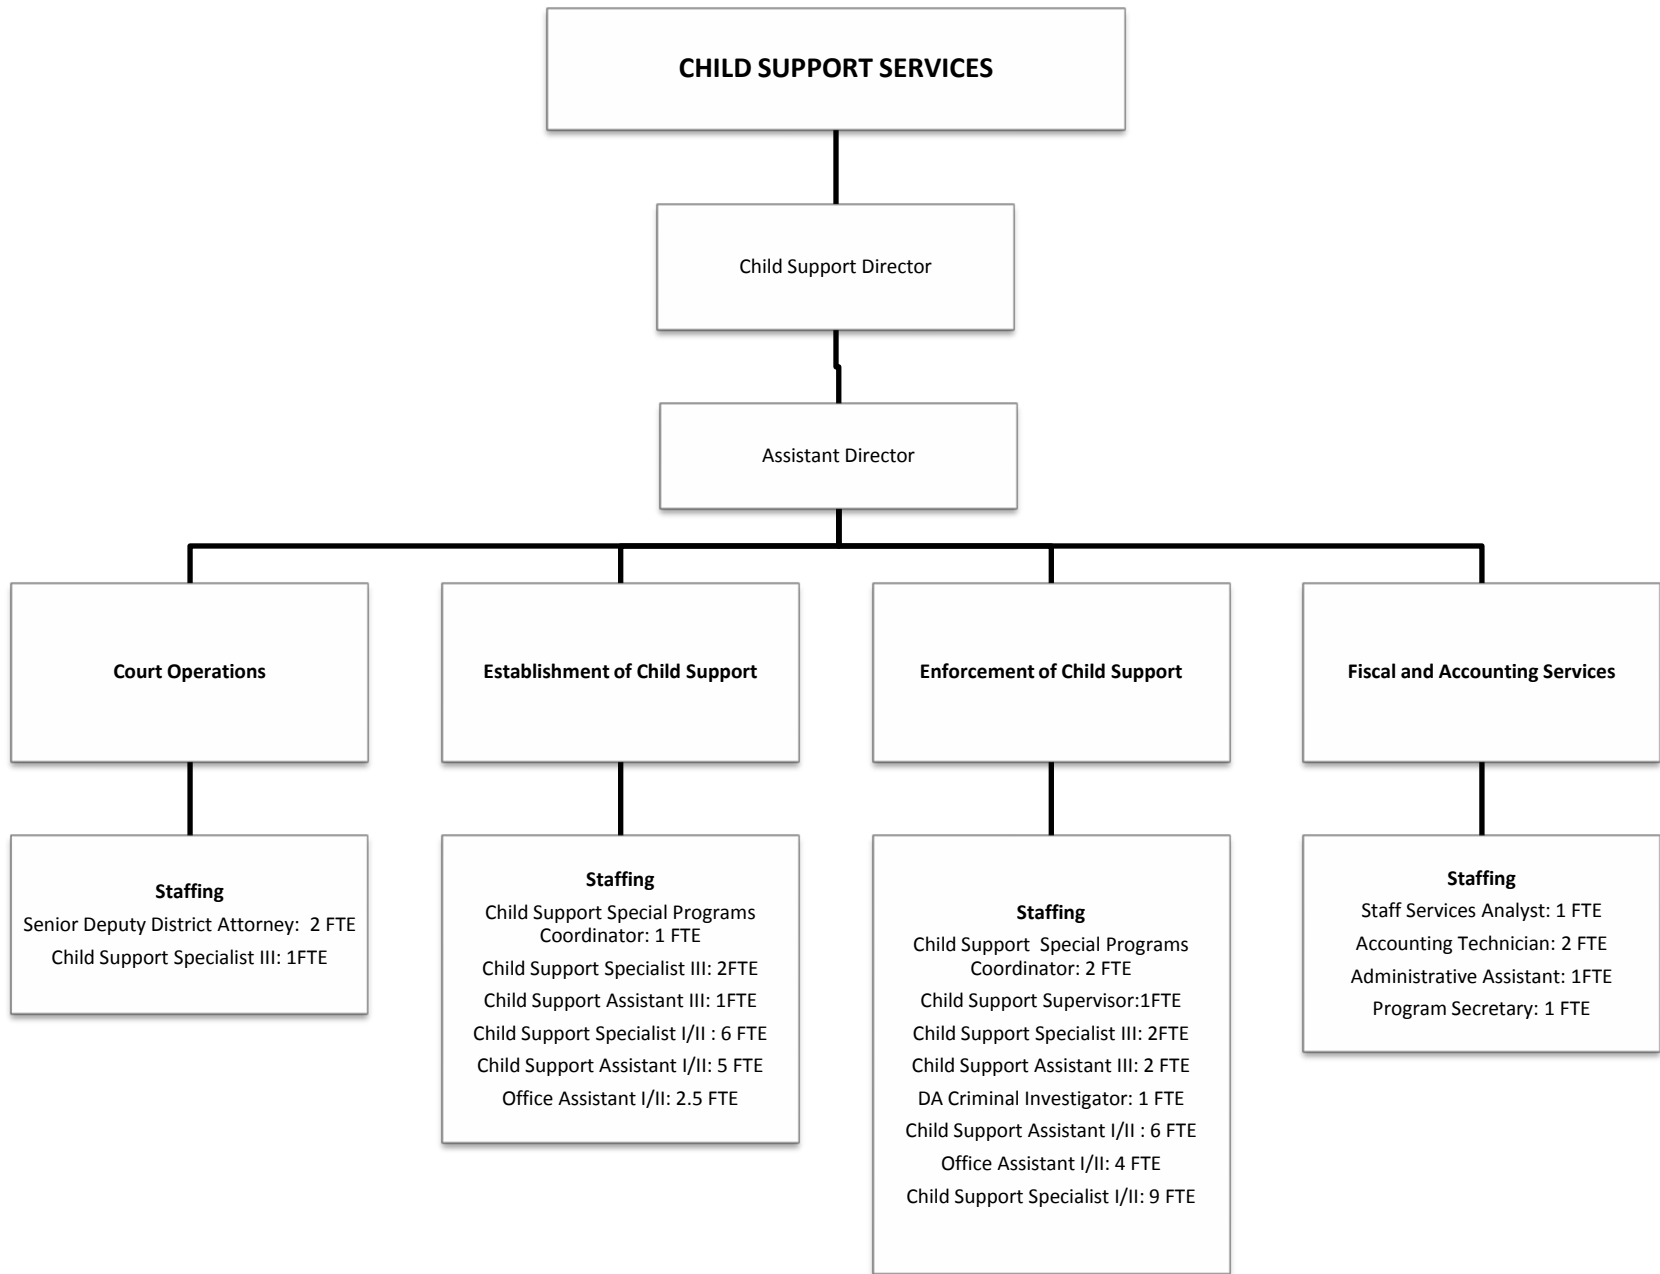 CHILD SUPPORT SERVICES
Child Support Director
Assistant Director
Court Operations
Establishment of Child Support
Enforcement of Child Support
Fiscal and Accounting Services
Staffing
Senior Deputy District Attorney:  2 FTE
Child Support Specialist III: 1FTE
Staffing
Child Support Special Programs
Coordinator: 1 FTE
Child Support Specialist III: 2FTE
Child Support Assistant III: 1FTE
Child Support Specialist I/II : 6 FTE
Child Support Assistant I/II: 5 FTE
Office Assistant I/II: 2.5 FTE
Staffing
Child Support  Special Programs
Coordinator: 2 FTE
Child Support Supervisor:1FTE
Child Support Specialist III: 2FTE
Child Support Assistant III: 2 FTE
DA Criminal Investigator: 1 FTE
Child Support Assistant I/II : 6 FTE
Office Assistant I/II: 4 FTE
Child Support Specialist I/II: 9 FTE
Staffing
Staff Services Analyst: 1 FTE
Accounting Technician: 2 FTE
Administrative Assistant: 1FTE
Program Secretary: 1 FTE